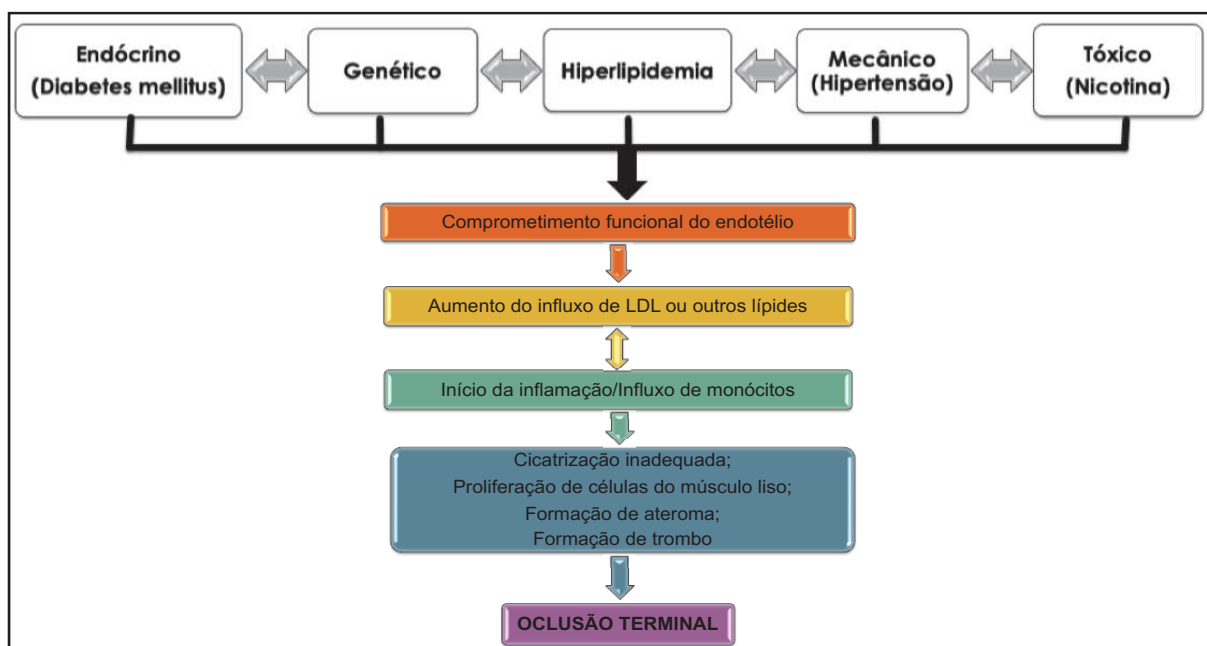 Endócrino
(Diabetes mellitus)
Genético
Hiperlipidemia
Mecânico
(Hipertensão)
Tóxico
(Nicotina)
Comprometimento funcional do endotélio
Aumento do influxo de LDL ou outros lípides
Início da inflamação/Influxo de monócitos
Cicatrização inadequada;
Proliferação de células do músculo liso;
Formação de ateroma;
Formação de trombo
OCLUSÃO TERMINAL